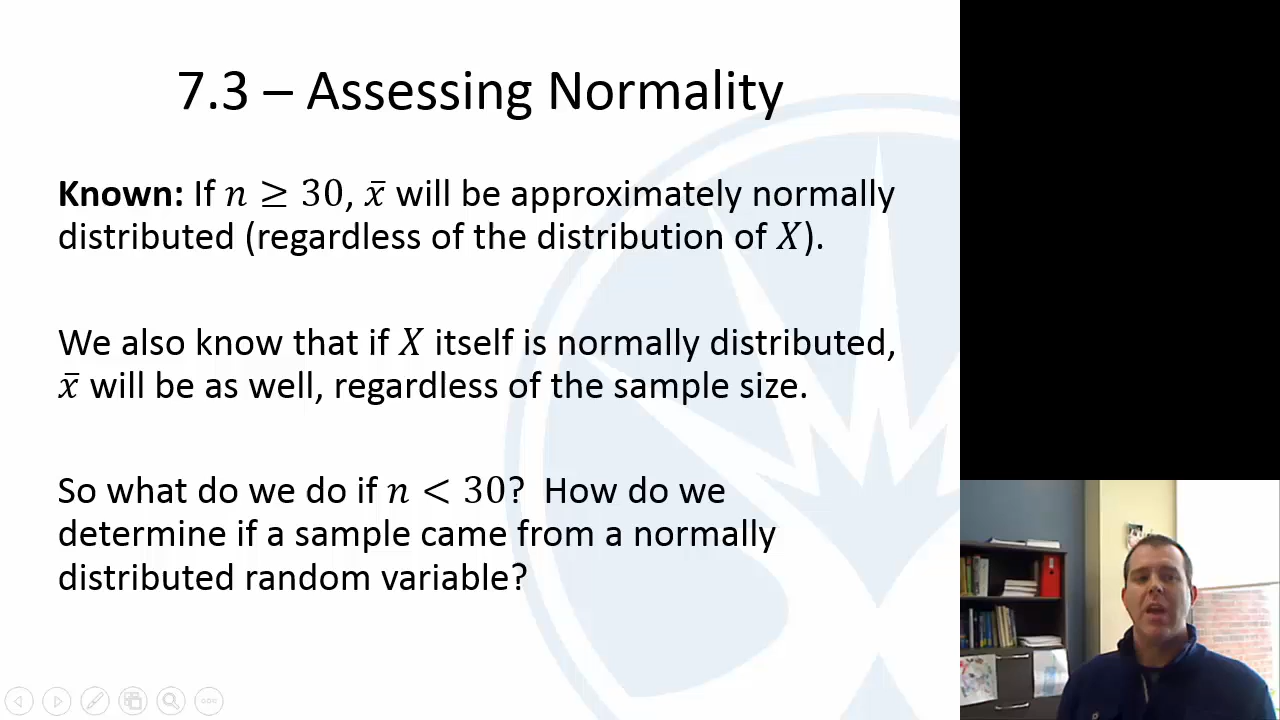 7.3 – Assessing Normality
Known: If n ≥ 30, x̄ will be approximately normally
distributed (regardless of the distribution of X).
We also know that if X itself is normally distributed,
x̄ will be as well, regardless of the sample size.
So what do we do if n < 30?  How do we
determine if a sample came from a normally
distributed random variable?